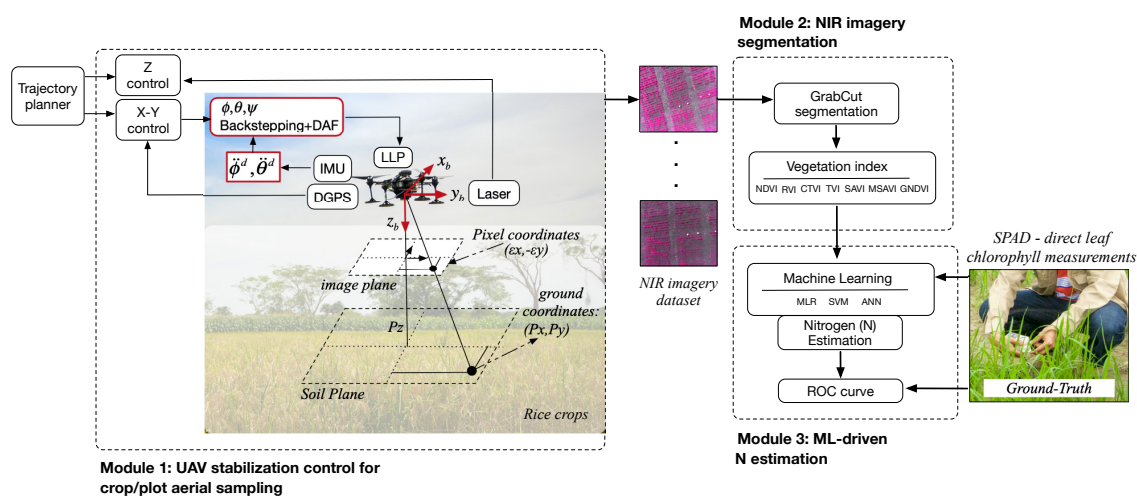 Module 2: NIR imagery
segmentation
Trajectory
planner
Z
control
X-Y
control
ϕ,θ,ψ
Backstepping+DAF
ϕ̈ᵈ,θ̈ᵈ
IMU
DGPS
LLP
Laser
x_b
y_b
z_b
Pixel coordinates
(εx,-εy)
image plane
ground
coordinates:
(Px,Py)
Pz
Soil Plane
Rice crops
Module 1: UAV stabilization control for
crop/plot aerial sampling
NIR imagery
dataset
GrabCut
segmentation
Vegetation index
NDVI RVI CTVI TVI SAVI MSAVI GNDVI
Machine Learning
MLR SVM ANN
Nitrogen (N)
Estimation
ROC curve
SPAD - direct leaf
chlorophyll measurements
Ground-Truth
Module 3: ML-driven
N estimation